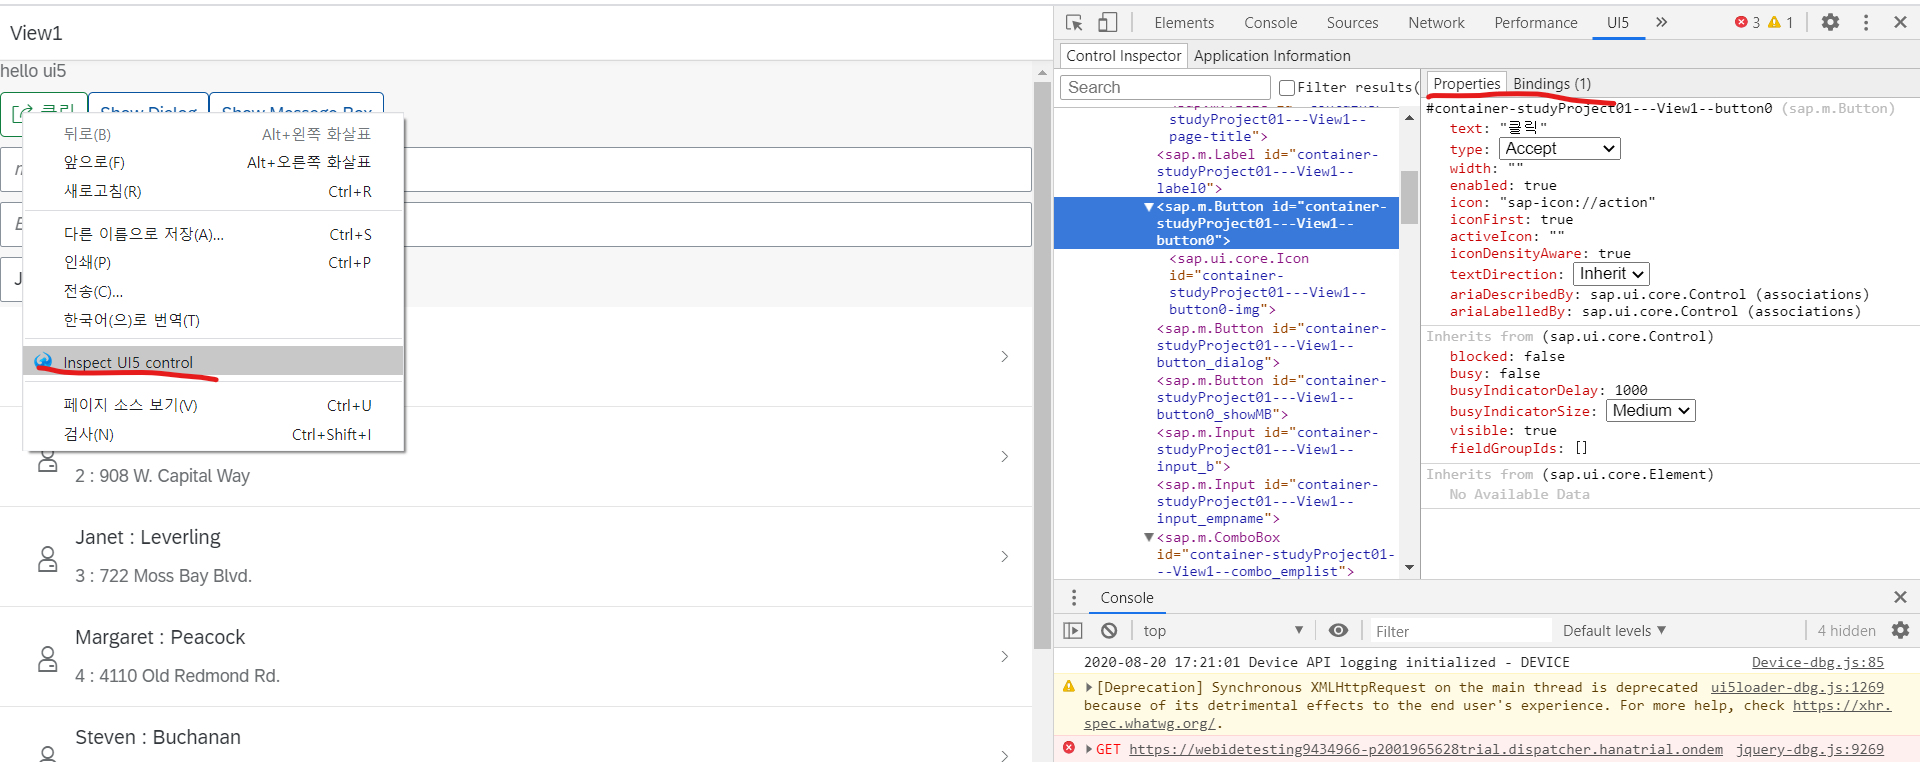 View1
hello ui5
클릭
Show Dialog
Show Message Box
뒤로(B) Alt+왼쪽 화살표
앞으로(F) Alt+오른쪽 화살표
새로고침(R) Ctrl+R
다른 이름으로 저장(A)... Ctrl+S
인쇄(P) Ctrl+P
전송(C)...
한국어(으)로 번역(T)
Inspect UI5 control
페이지 소스 보기(V) Ctrl+U
검사(N) Ctrl+Shift+I
2 : 908 W. Capital Way
Janet : Leverling
3 : 722 Moss Bay Blvd.
Margaret : Peacock
4 : 4110 Old Redmond Rd.
Steven : Buchanan
Elements Console Sources Network Performance UI5 » 3 1
Control Inspector Application Information
Search Filter results(
studyProject01---View1--
page-title">
<sap.m.Label id="container-
studyProject01---View1--
label0">
<sap.m.Button id="container-
studyProject01---View1--
button0">
<sap.ui.core.Icon
id="container-
studyProject01---View1--
button0-img">
<sap.m.Button id="container-
studyProject01---View1--
button_dialog">
<sap.m.Button id="container-
studyProject01---View1--
button0_showMB">
<sap.m.Input id="container-
studyProject01---View1--
input_b">
<sap.m.Input id="container-
studyProject01---View1--
input_empname">
<sap.m.ComboBox
id="container-studyProject01-
--View1--combo_emplist">
Properties Bindings (1)
#container-studyProject01---View1--button0 (sap.m.Button)
text: "클릭"
type: Accept
width: ""
enabled: true
icon: "sap-icon://action"
iconFirst: true
activeIcon: ""
iconDensityAware: true
textDirection: Inherit
ariaDescribedBy: sap.ui.core.Control (associations)
ariaLabelledBy: sap.ui.core.Control (associations)
Inherits from (sap.ui.core.Control)
blocked: false
busy: false
busyIndicatorDelay: 1000
busyIndicatorSize: Medium
visible: true
fieldGroupIds: []
Inherits from (sap.ui.core.Element)
No Available Data
Console
top Filter Default levels 4 hidden
2020-08-20 17:21:01 Device API logging initialized - DEVICE Device-dbg.js:85
[Deprecation] Synchronous XMLHttpRequest on the main thread is deprecated ui5loader-dbg.js:1269
because of its detrimental effects to the end user's experience. For more help, check https://xhr.
spec.whatwg.org/.
GET https://webidetesting9434966-p2001965628trial.dispatcher.hanatrial.ondem jquery-dbg.js:9269